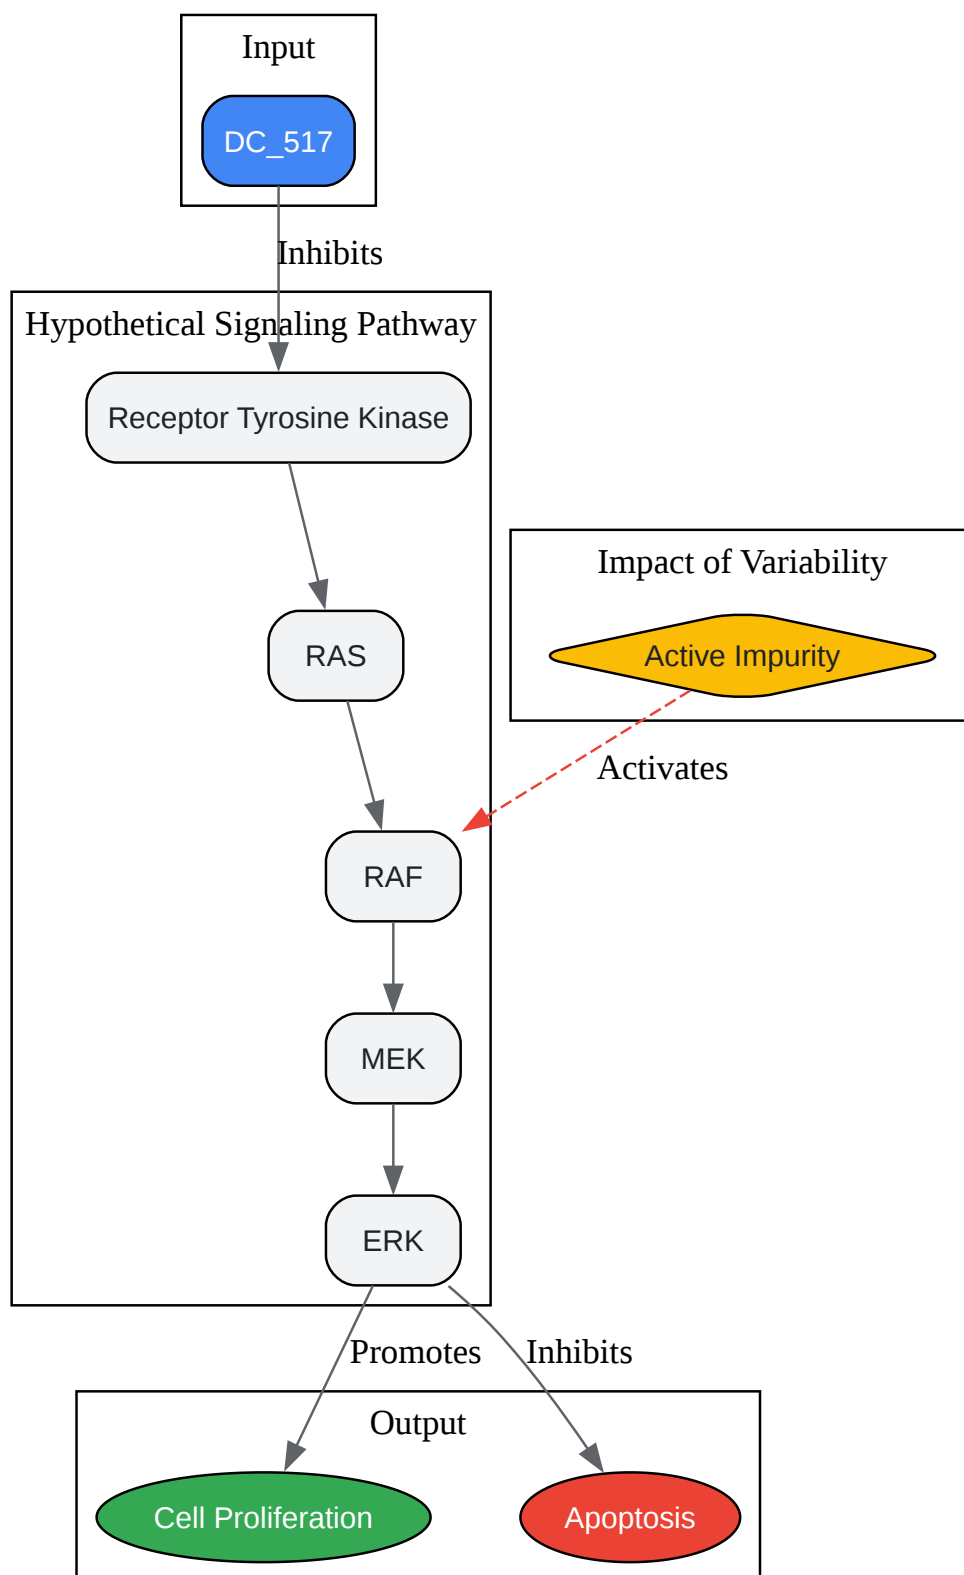 Input
DC_517
Inhibits
Hypothetical Signaling Pathway
Receptor Tyrosine Kinase
Impact of Variability
RAS
Active Impurity
Activates
RAF
MEK
ERK
Promotes
Inhibits
Output
Cell Proliferation
Apoptosis